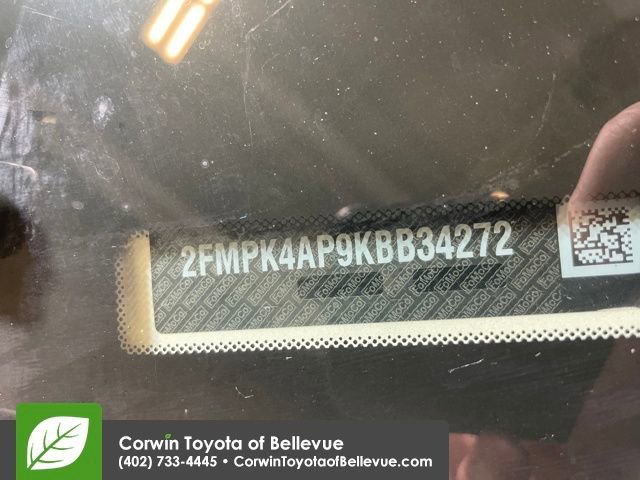 2FMPK4AP9KBB34272
Corwin Toyota of Bellevue
(402) 733-4445 • CorwinToyotaofBellevue.com